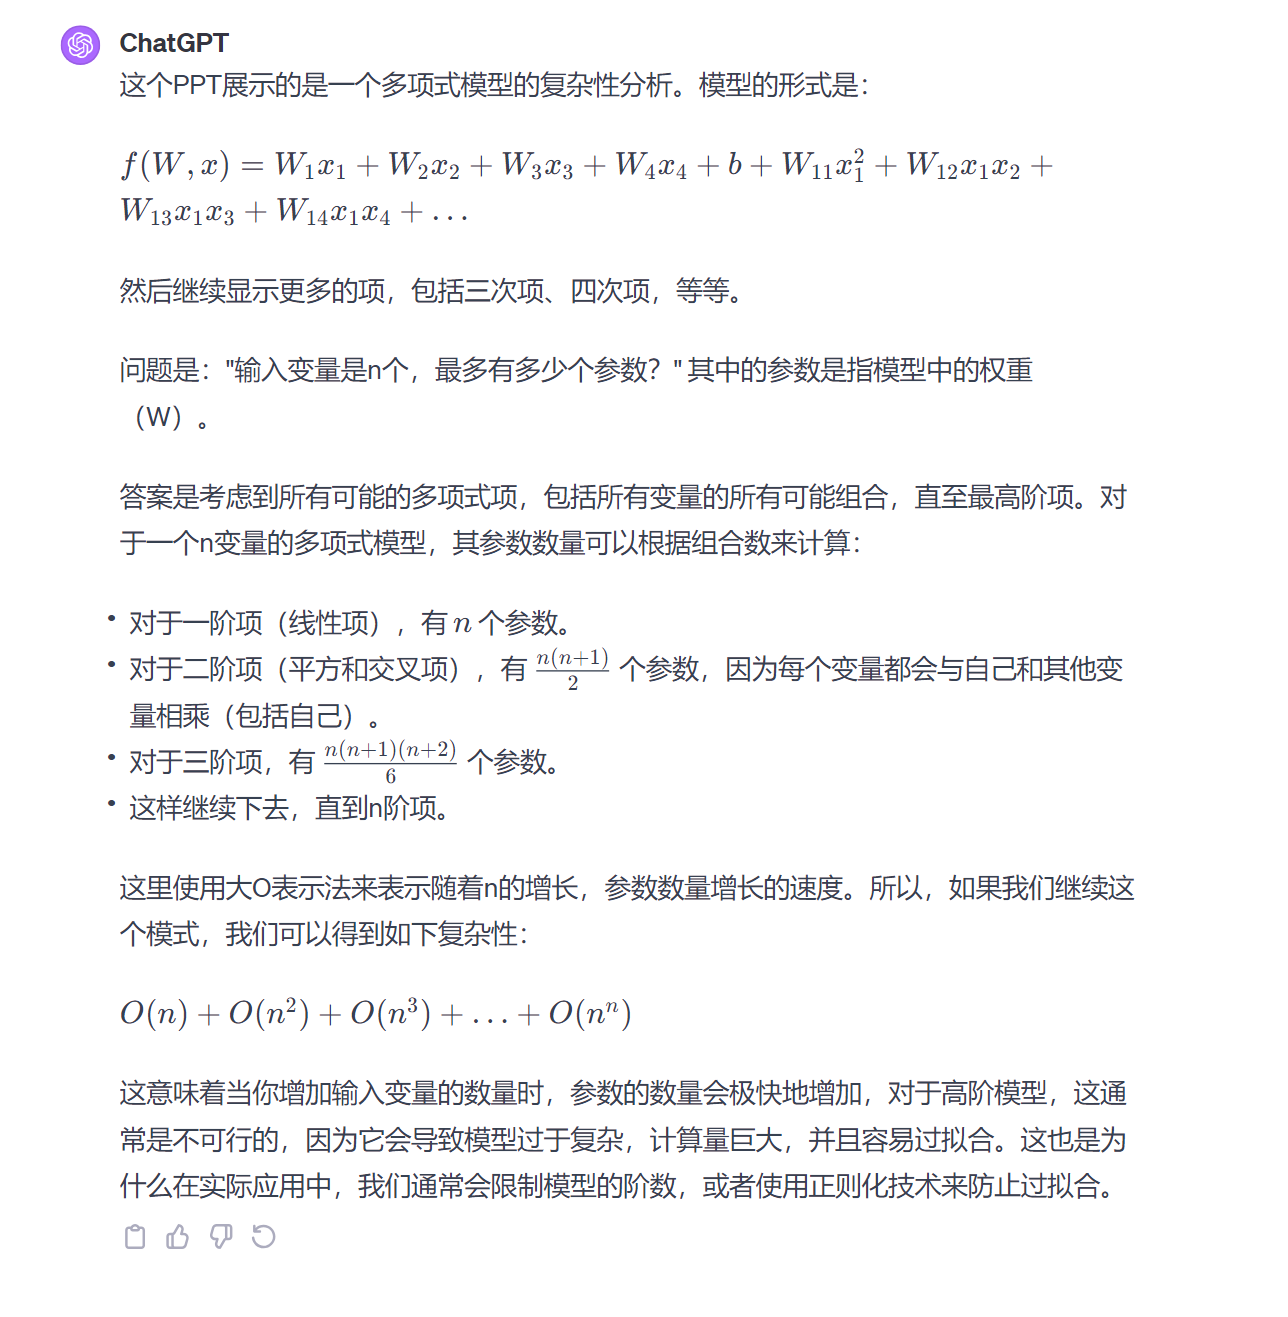 ChatGPT
这个PPT展示的是一个多项式模型的复杂性分析。模型的形式是：
f(W, x) = W₁x₁ + W₂x₂ + W₃x₃ + W₄x₄ + b + W₁₁x₁² + W₁₂x₁x₂ +
W₁₃x₁x₃ + W₁₄x₁x₄ + …
然后继续显示更多的项，包括三次项、四次项，等等。
问题是："输入变量是n个，最多有多少个参数？" 其中的参数是指模型中的权重
（W）。
答案是考虑到所有可能的多项式项，包括所有变量的所有可能组合，直至最高阶项。对
于一个n变量的多项式模型，其参数数量可以根据组合数来计算：
• 对于一阶项（线性项），有 n 个参数。
• 对于二阶项（平方和交叉项），有 n(n+1)/2 个参数，因为每个变量都会与自己和其他变
量相乘（包括自己）。
• 对于三阶项，有 n(n+1)(n+2)/6 个参数。
• 这样继续下去，直到n阶项。
这里使用大O表示法来表示随着n的增长，参数数量增长的速度。所以，如果我们继续这
个模式，我们可以得到如下复杂性：
O(n) + O(n²) + O(n³) + … + O(nⁿ)
这意味着当你增加输入变量的数量时，参数的数量会极快地增加，对于高阶模型，这通
常是不可行的，因为它会导致模型过于复杂，计算量巨大，并且容易过拟合。这也是为
什么在实际应用中，我们通常会限制模型的阶数，或者使用正则化技术来防止过拟合。